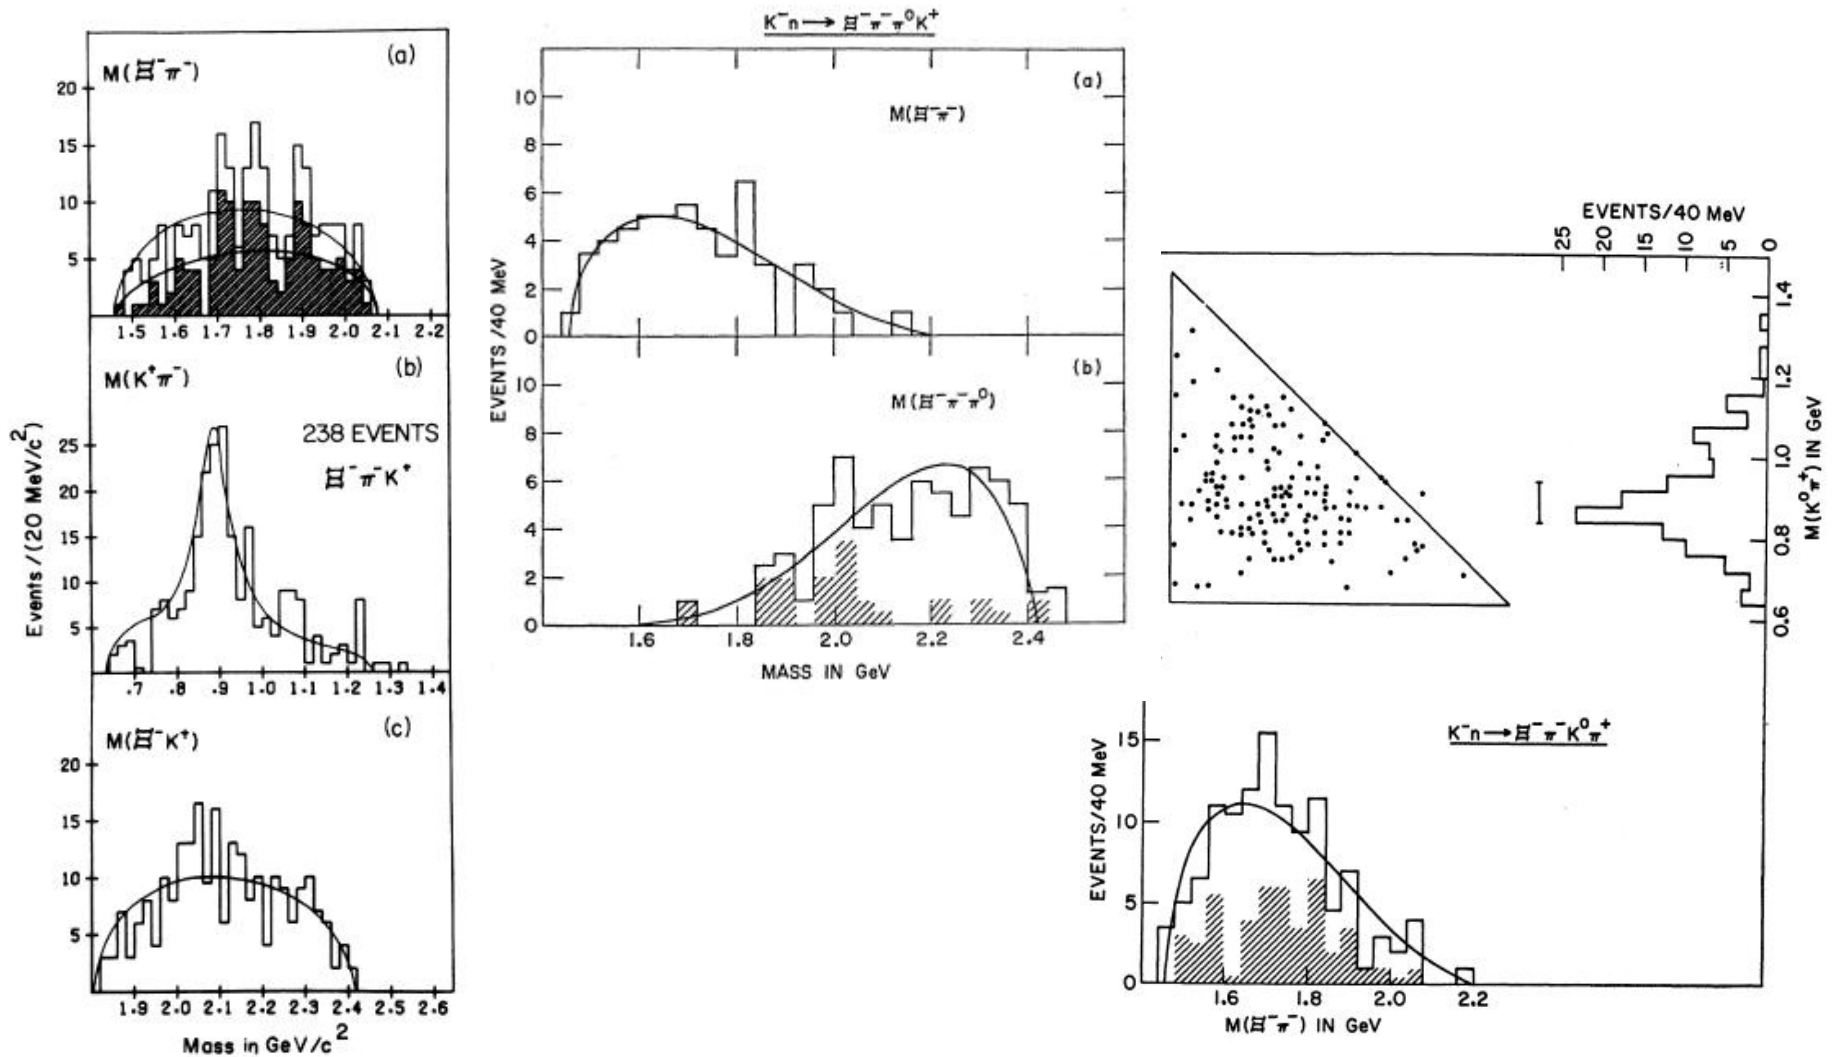 (a)
M(Ξ⁻π⁻)
20
15
10
5
1.5 1.6 1.7 1.8 1.9 2.0 2.1 2.2
(b)
M(K⁺π⁻)
238 EVENTS
Ξ⁻π⁻K⁺
25
20
15
10
5
.7 .8 .9 1.0 1.1 1.2 1.3 1.4
Events/(20 MeV/c²)
(c)
M(Ξ⁻K⁺)
20
15
10
5
1.9 2.0 2.1 2.2 2.3 2.4 2.5 2.6
Mass in GeV/c²
K⁻n→Ξ⁻π⁻π⁰K⁺
(a)
M(Ξ⁻π⁻)
10
8
6
4
2
0
EVENTS/40 MeV
(b)
M(Ξ⁻π⁻π⁰)
10
8
6
4
2
0
1.6 1.8 2.0 2.2 2.4
MASS IN GeV
EVENTS/40 MeV
25 20 15 10 5 0
1.4
1.2
1.0
0.8
0.6
M(K⁰π⁺) IN GeV
K⁻n→Ξ⁻π⁻K⁰π⁺
EVENTS/40 MeV
15
10
5
0
1.6 1.8 2.0 2.2
M(Ξ⁻π⁻) IN GeV